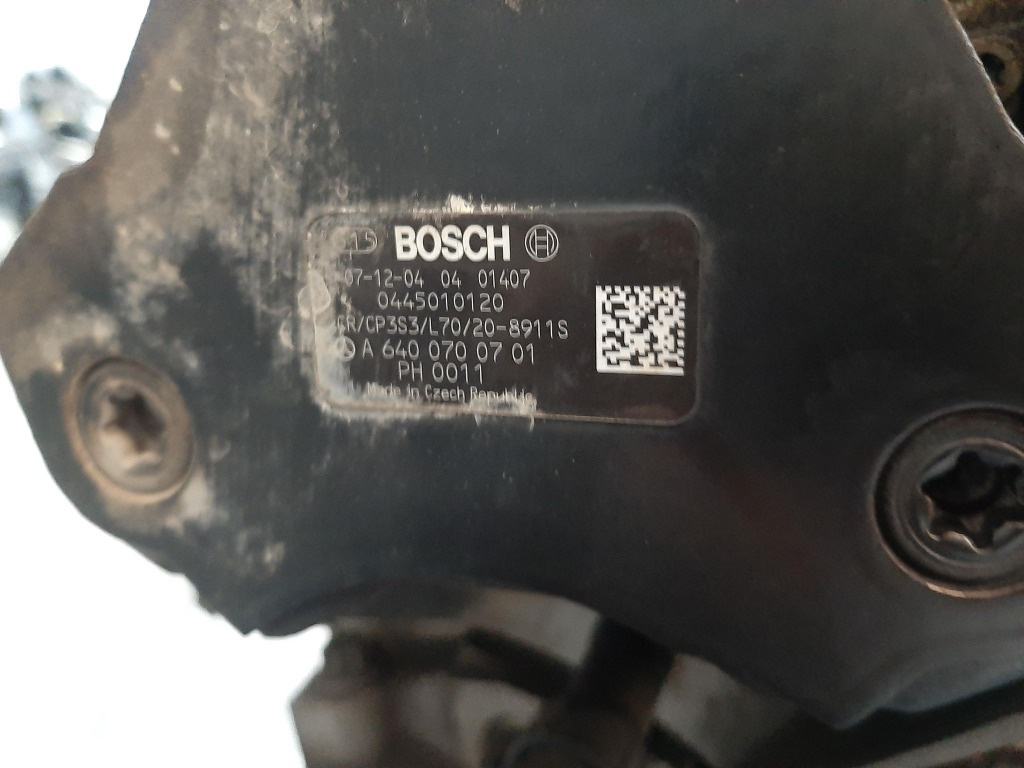 BOSCH
07-12-04 04 01407
0445010120
CR/CP3S3/L70/20-8911S
A 640 070 07 01
PH 0011
Made in Czech Republic